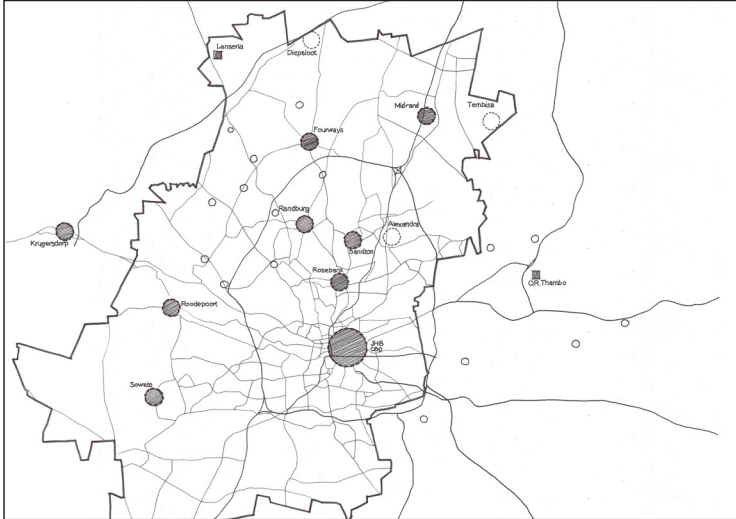 Lanseria
Diepsloot
Midrand
Tembisa
Fourways
Randburg
Alexandra
Krugersdorp
Sandton
Rosebank
O.R.Thambo
Roodepoort
JHB
CBD
Soweto